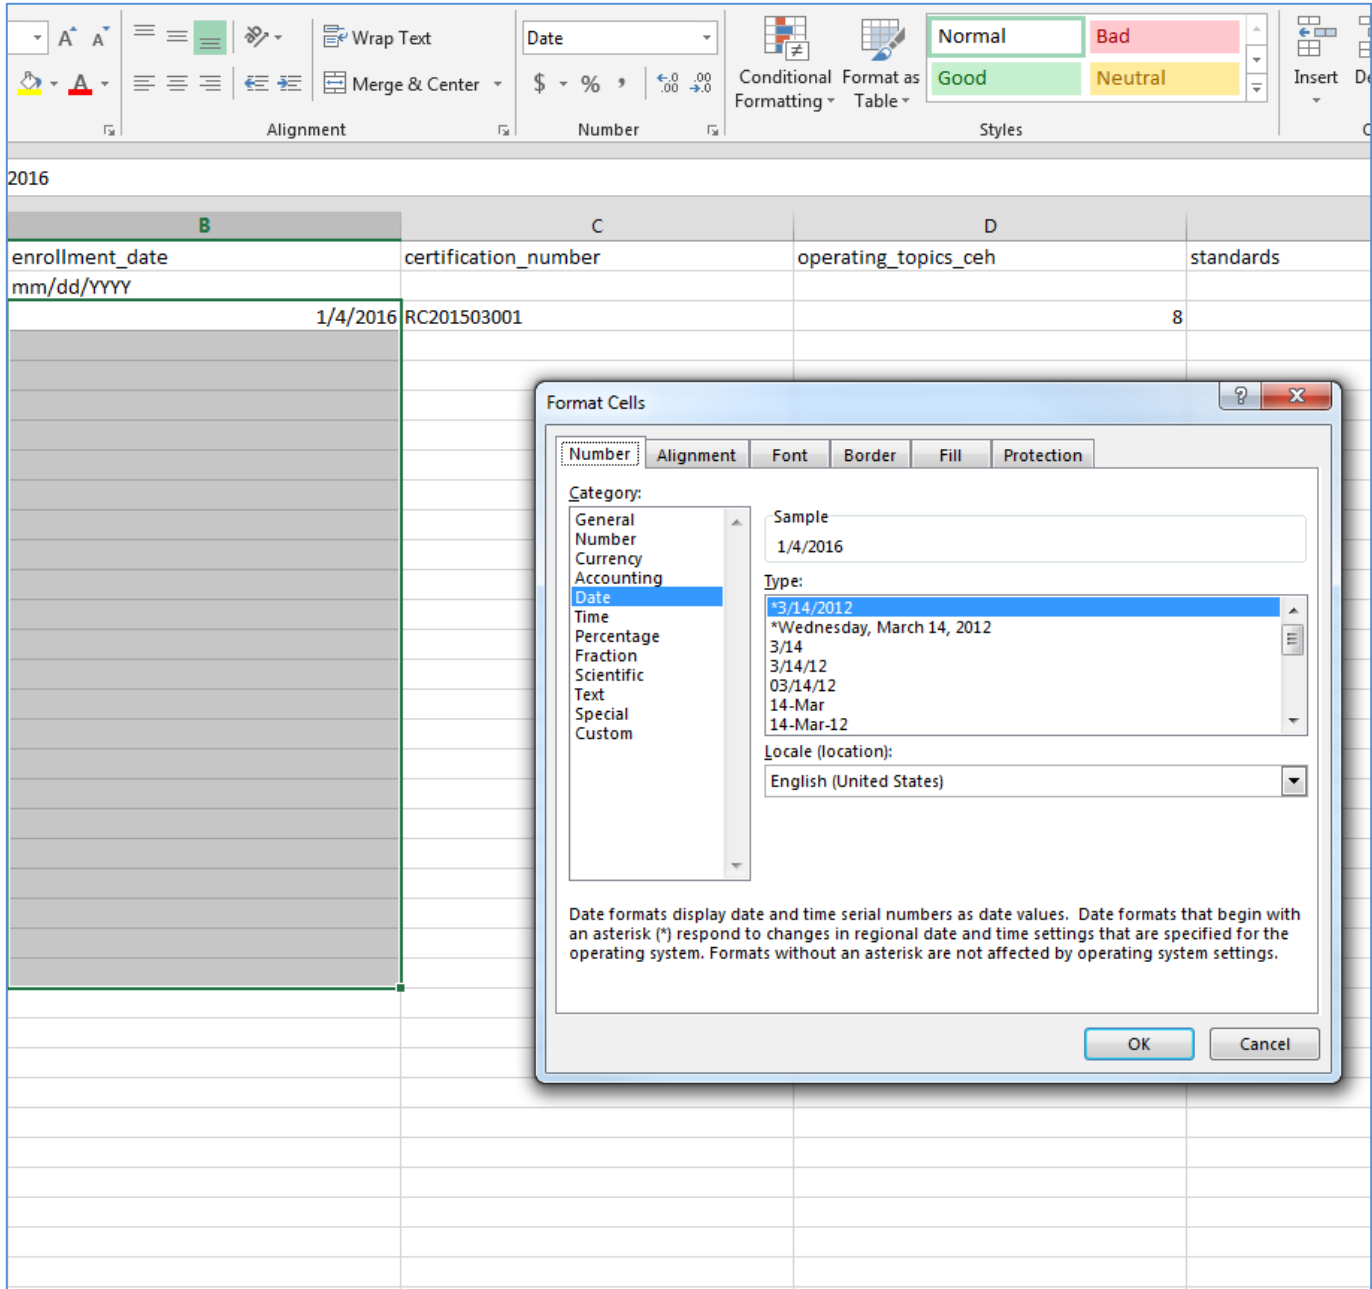 Wrap Text
Date
Normal
Bad
Merge & Center
$ % ,
Conditional Formatting
Format as Table
Good
Neutral
Insert
Alignment
Number
Styles
2016
B C D
enrollment_date certification_number operating_topics_ceh standards
mm/dd/YYYY
1/4/2016 RC201503001 8
Format Cells
Number Alignment Font Border Fill Protection
Category:
General
Number
Currency
Accounting
Date
Time
Percentage
Fraction
Scientific
Text
Special
Custom
Sample
1/4/2016
Type:
*3/14/2012
*Wednesday, March 14, 2012
3/14
3/14/12
03/14/12
14-Mar
14-Mar-12
Locale (location):
English (United States)
Date formats display date and time serial numbers as date values.  Date formats that begin with
an asterisk (*) respond to changes in regional date and time settings that are specified for the
operating system. Formats without an asterisk are not affected by operating system settings.
OK Cancel